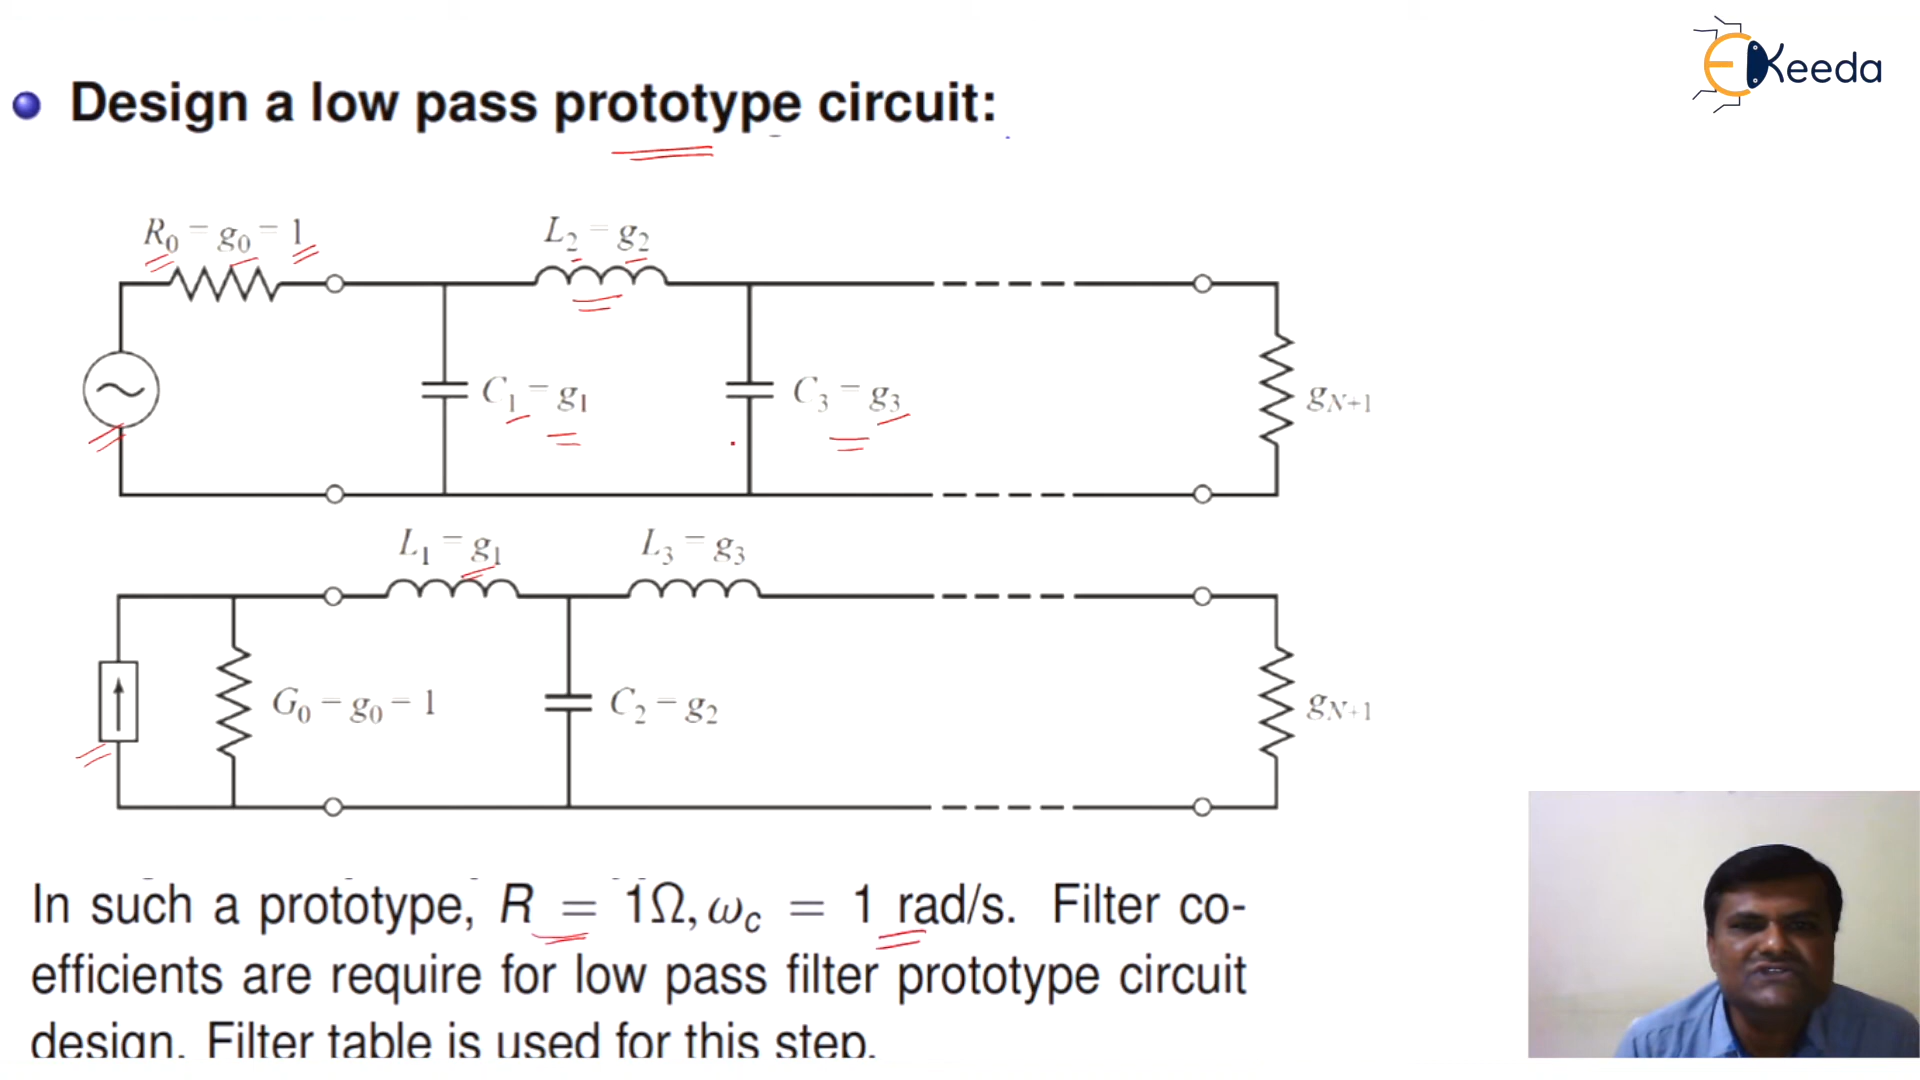 EKeeda
Design a low pass prototype circuit:
R₀ = g₀ = 1
L₂ = g₂
C₁ = g₁
C₃ = g₃
gN+1
L₁ = g₁
L₃ = g₃
G₀ = g₀ = 1
C₂ = g₂
gN+1
In such a prototype, R = 1Ω, ωc = 1 rad/s. Filter co-
efficients are require for low pass filter prototype circuit
design. Filter table is used for this step.